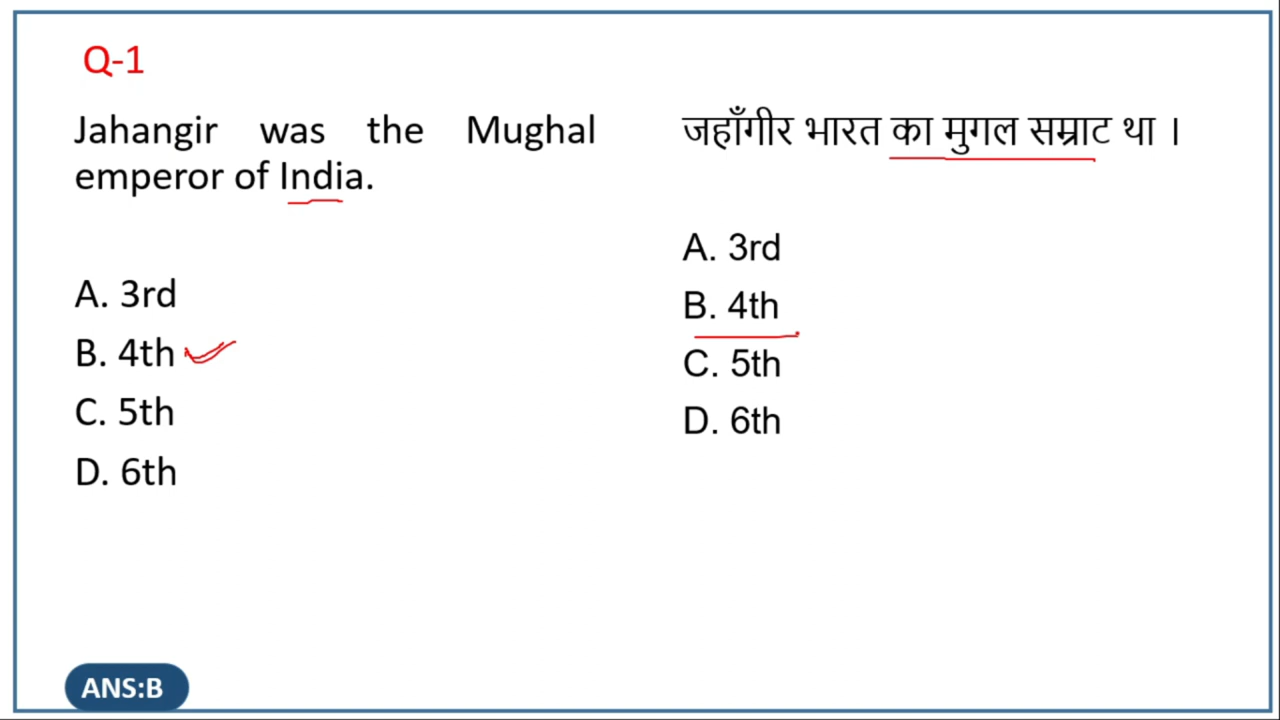 Q-1
Jahangir was the Mughal
emperor of India.
A. 3rd
B. 4th
C. 5th
D. 6th
जहाँगीर भारत का मुगल सम्राट था ।
A. 3rd
B. 4th
C. 5th
D. 6th
ANS:B